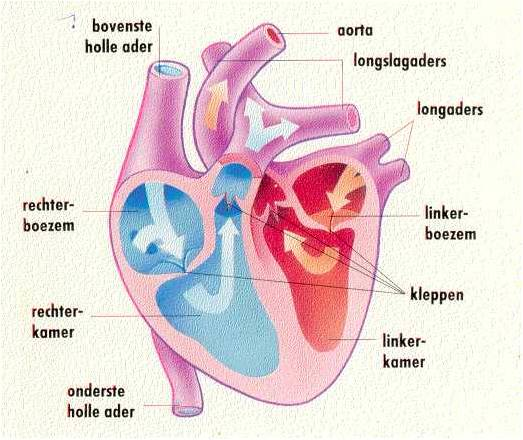 bovenste
holle ader
aorta
longslagaders
longaders
rechter-
boezem
linker-
boezem
kleppen
rechter-
kamer
linker-
kamer
onderste
holle ader